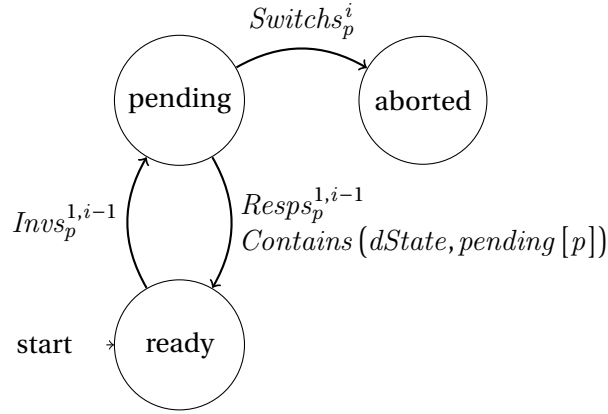 Switchs_p^i
pending
aborted
Invs_p^{1,i−1}
Resps_p^{1,i−1}
Contains (dState, pending [p])
start
ready